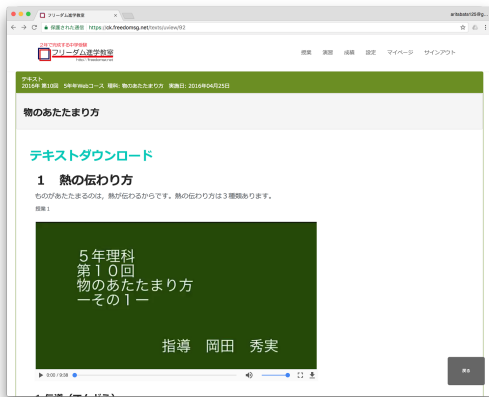 フリーダム進学教室
保護された通信 https://ok.freedomsg.net/texts/uview/92
フリーダム進学教室
授業 演習 成績 設定 マイページ サインアウト
テキスト
2016年 第10回 5年年Webコース 理科: 物のあたたまり方 実施日: 2016年04月25日
物のあたたまり方
テキストダウンロード
1 熱の伝わり方
ものがあたたまるのは，熱が伝わるからです。熱の伝わり方は３種類あります。
授業 1
５年理科
第１０回
物のあたたまり方
ーその１ー
指導 岡田 秀実
0:00 / 9:08
戻る